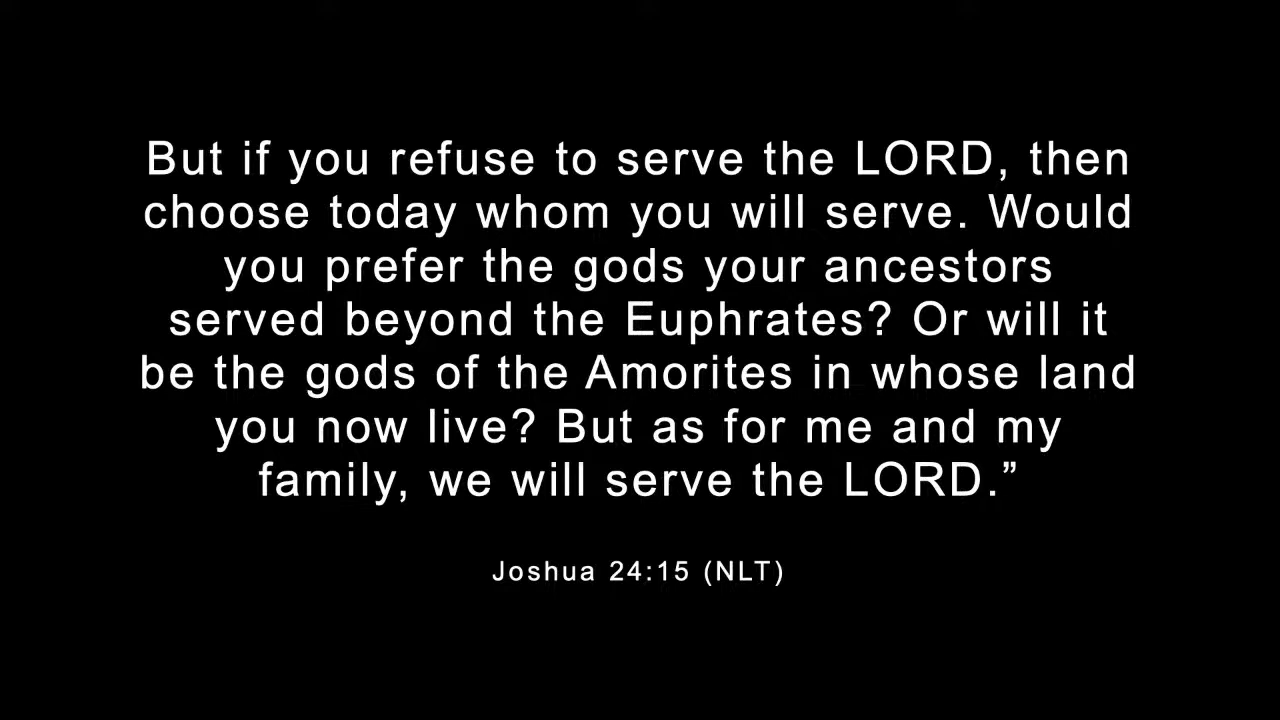 But if you refuse to serve the LORD, then
choose today whom you will serve. Would
you prefer the gods your ancestors
served beyond the Euphrates? Or will it
be the gods of the Amorites in whose land
you now live? But as for me and my
family, we will serve the LORD.”
Joshua 24:15 (NLT)